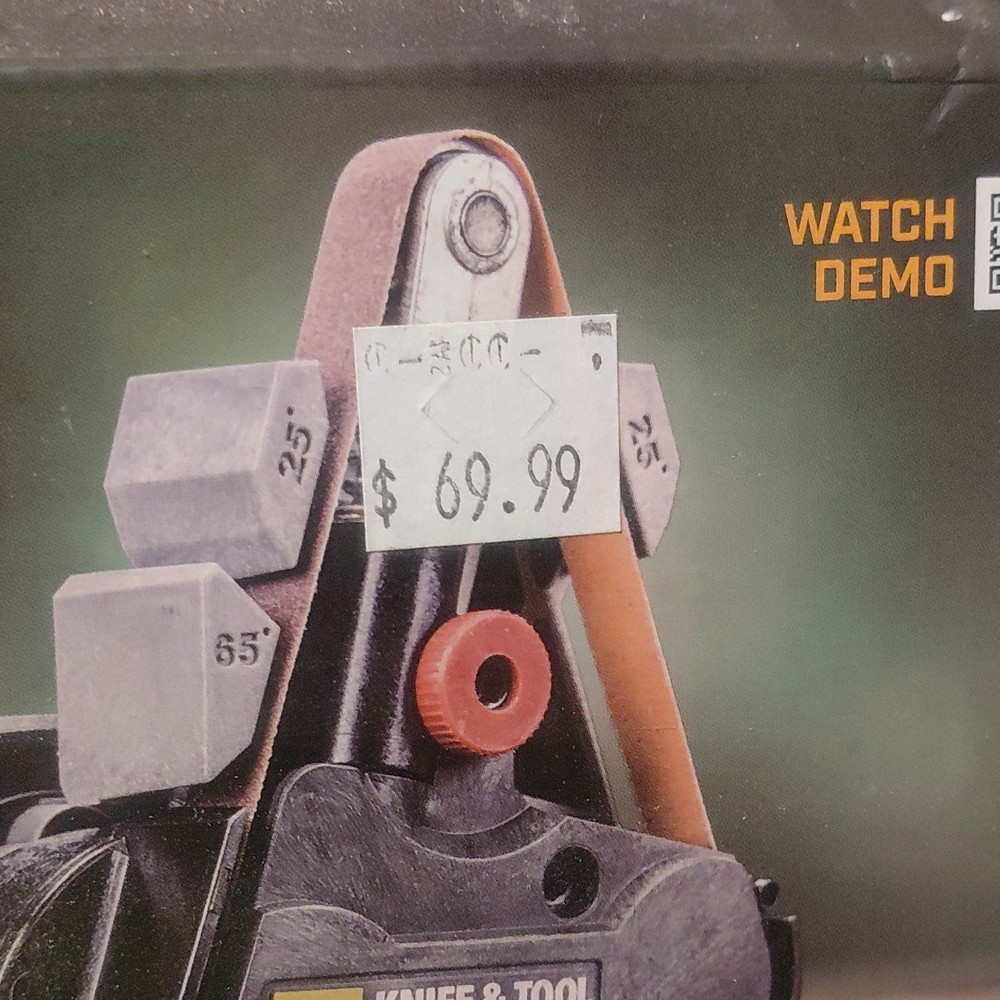 WATCH
DEMO
$ 69.99
25°
25°
65°
KNIFE & TOOL